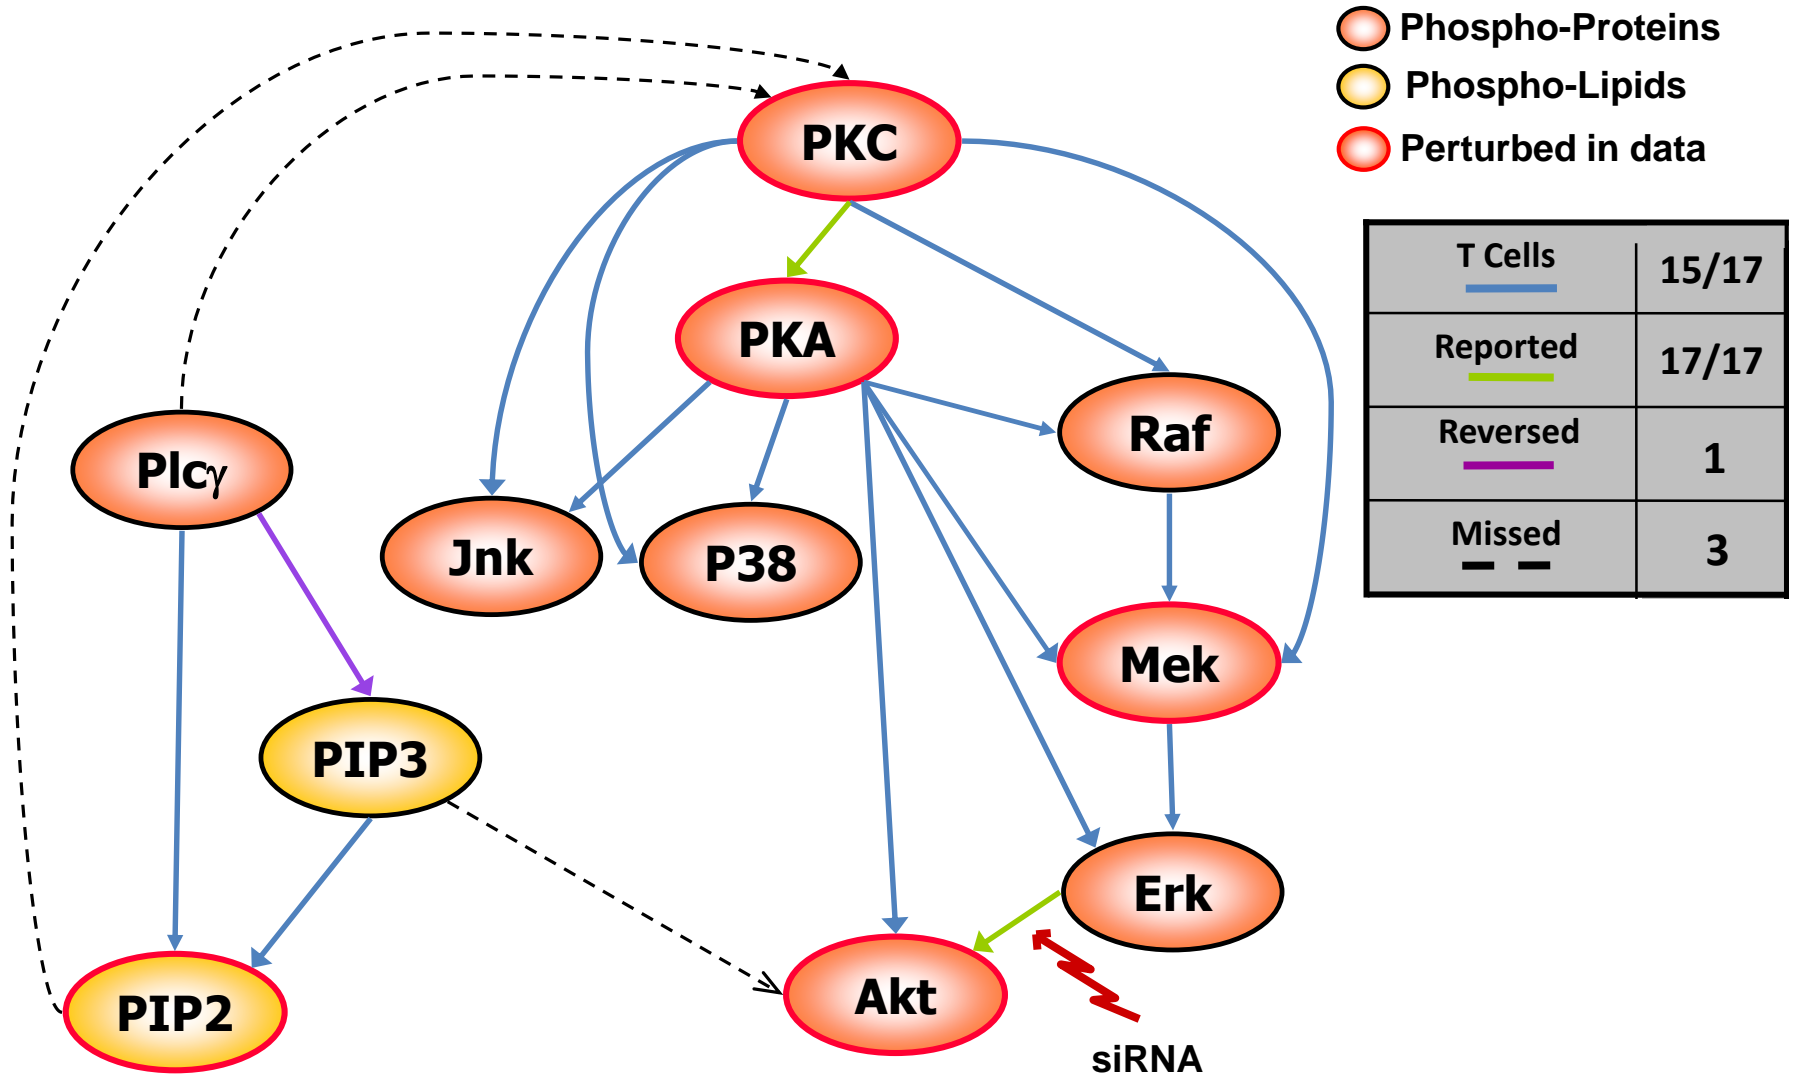 Phospho-Proteins
Phospho-Lipids
Perturbed in data
PKC
PKA
Raf
Plcγ
Jnk
P38
Mek
PIP3
Erk
Akt
PIP2
siRNA
T Cells 15/17
Reported 17/17
Reversed 1
Missed 3